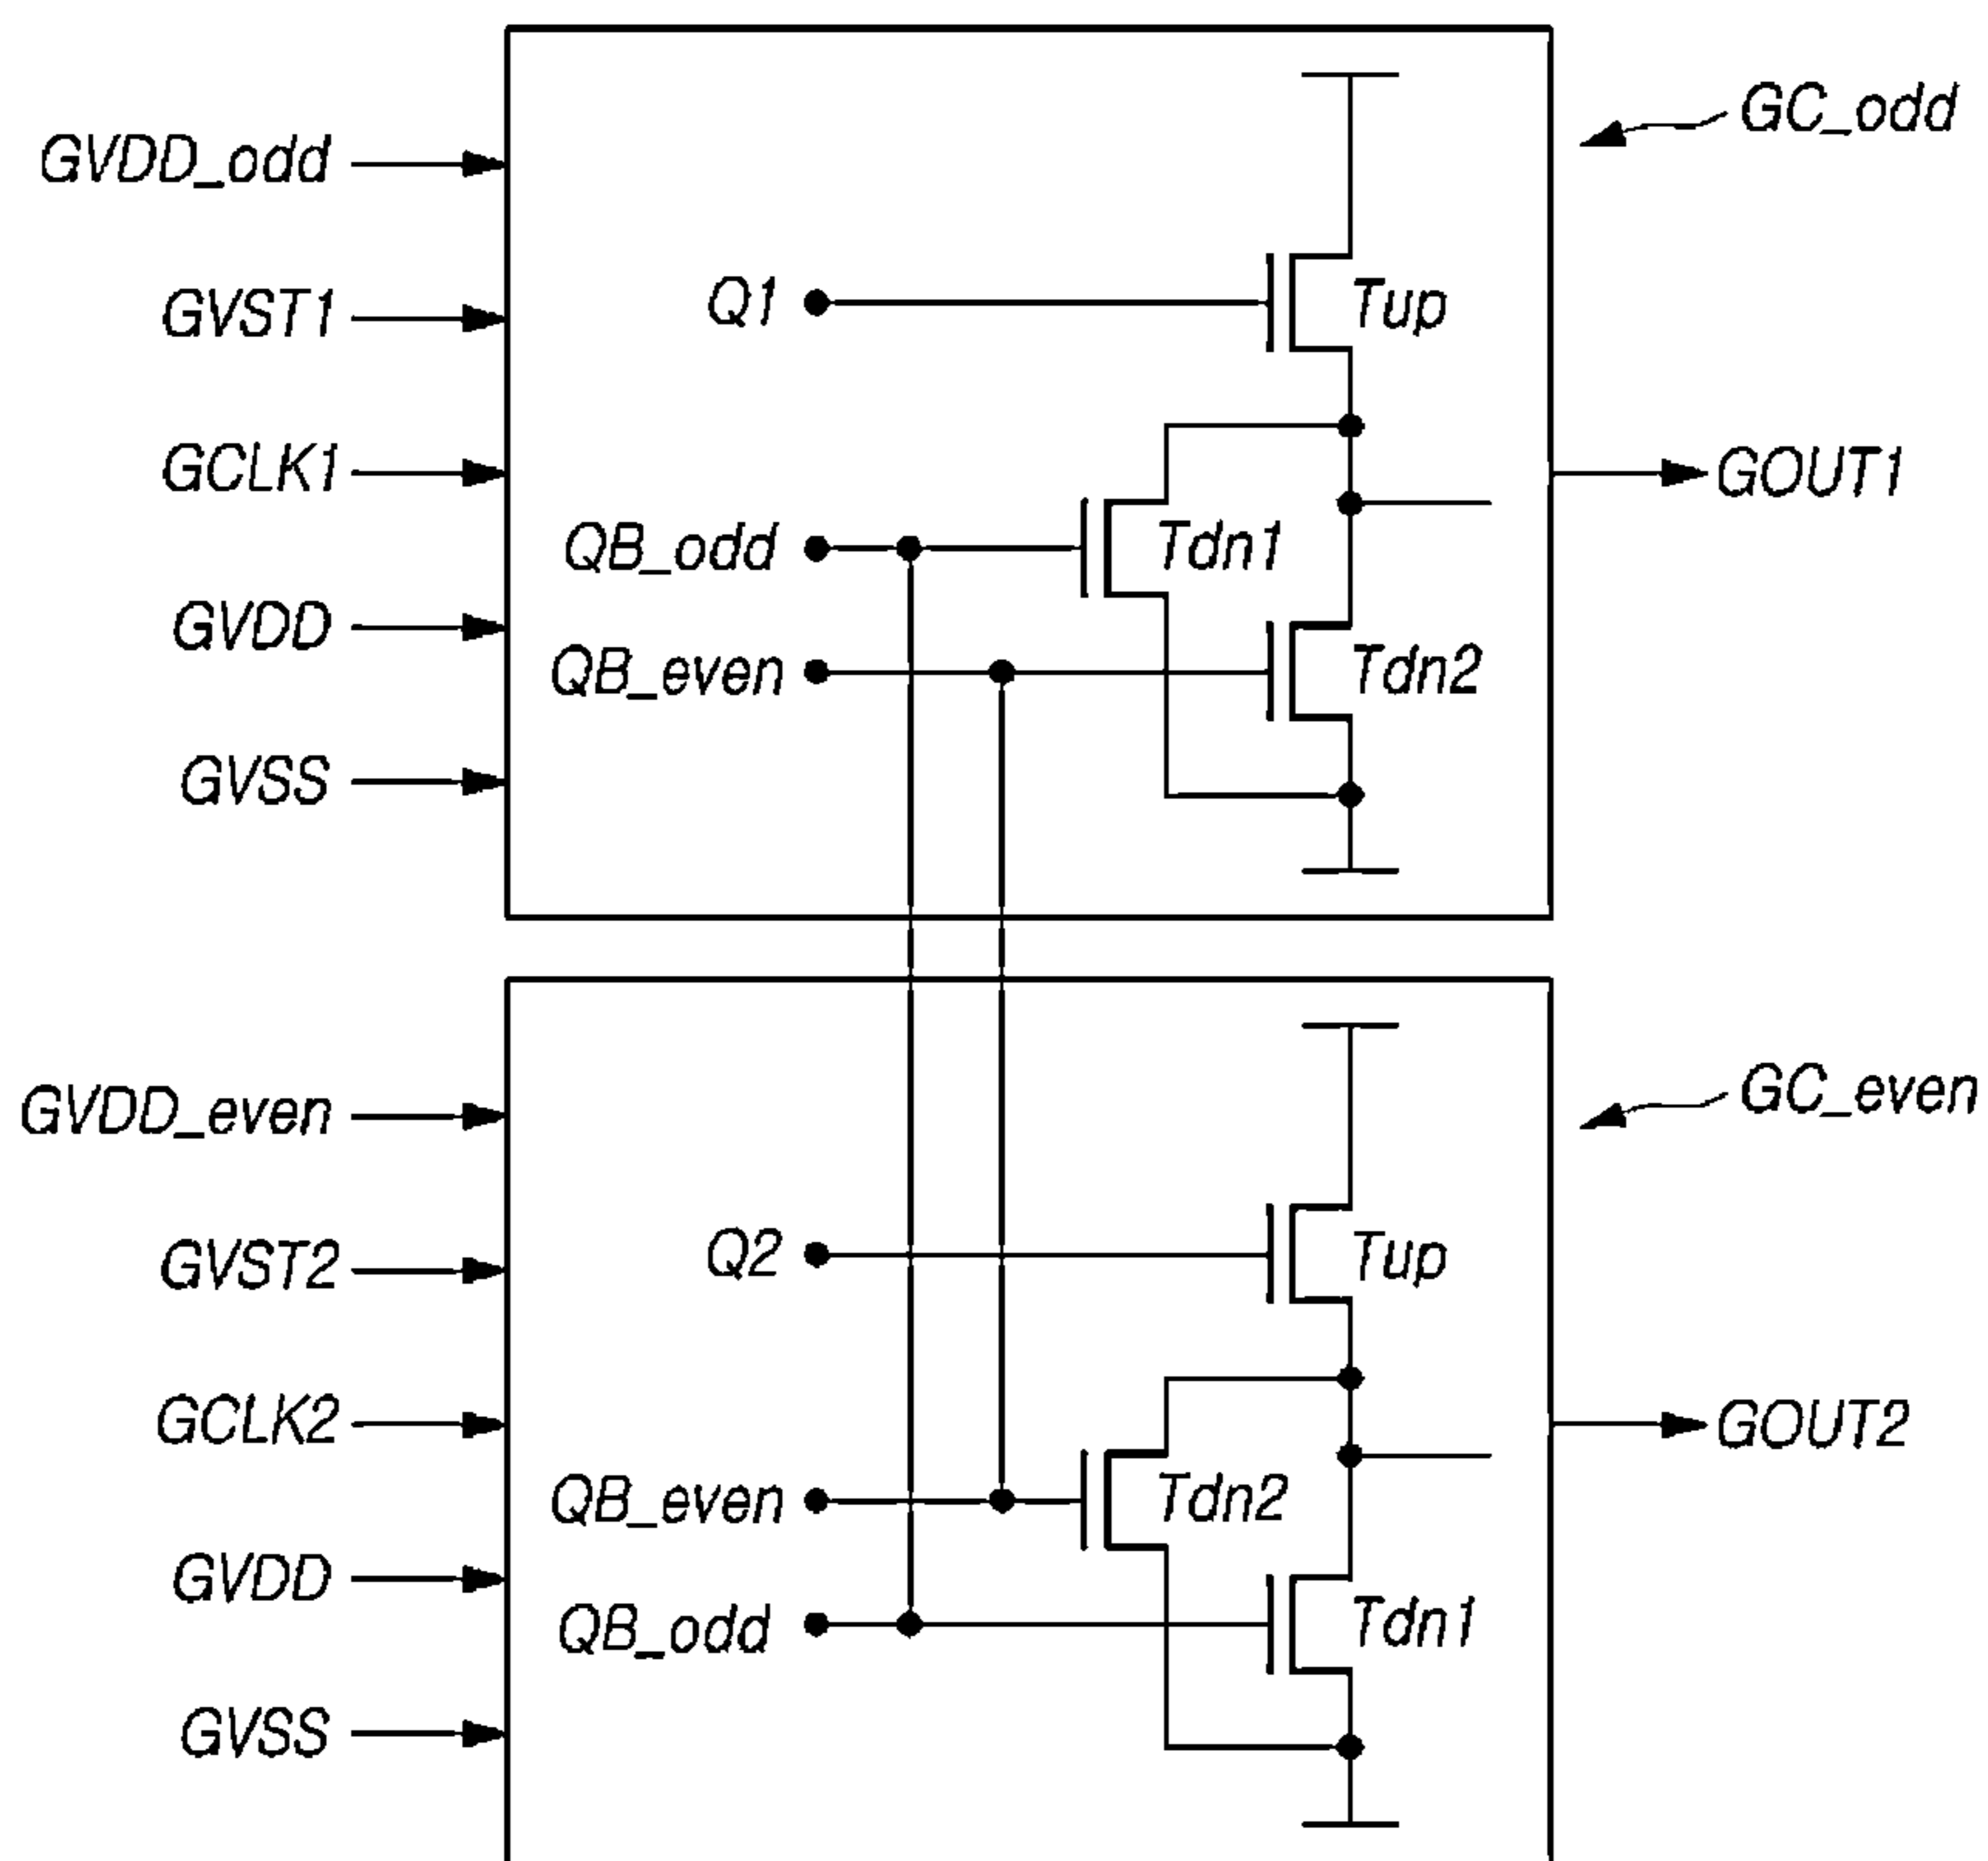 GC_odd
GVDD_odd
GVST1
Q1
Tup
GCLK1
GOUT1
QB_odd
Tdn1
GVDD
QB_even
Tdn2
GVSS
GC_even
GVDD_even
GVST2
Q2
Tup
GCLK2
GOUT2
QB_even
Tdn2
GVDD
QB_odd
Tdn1
GVSS